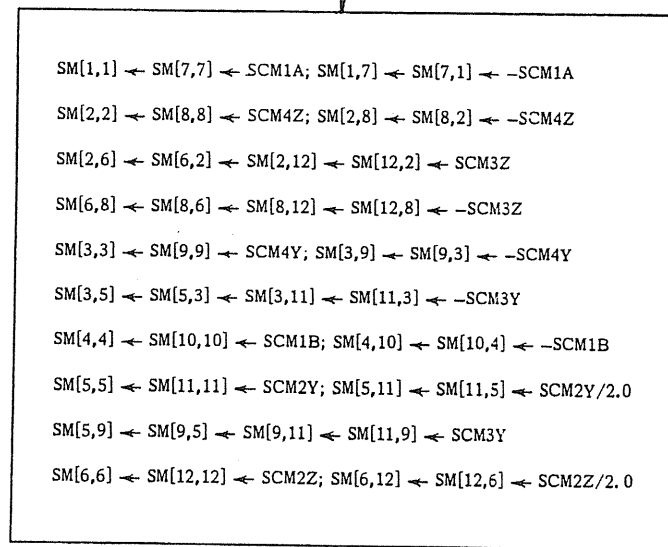 SM[1,1] ← SM[7,7] ← SCM1A; SM[1,7] ← SM[7,1] ← -SCM1A
SM[2,2] ← SM[8,8] ← SCM4Z; SM[2,8] ← SM[8,2] ← -SCM4Z
SM[2,6] ← SM[6,2] ← SM[2,12] ← SM[12,2] ← SCM3Z
SM[6,8] ← SM[8,6] ← SM[8,12] ← SM[12,8] ← -SCM3Z
SM[3,3] ← SM[9,9] ← SCM4Y; SM[3,9] ← SM[9,3] ← -SCM4Y
SM[3,5] ← SM[5,3] ← SM[3,11] ← SM[11,3] ← -SCM3Y
SM[4,4] ← SM[10,10] ← SCM1B; SM[4,10] ← SM[10,4] ← -SCM1B
SM[5,5] ← SM[11,11] ← SCM2Y; SM[5,11] ← SM[11,5] ← SCM2Y/2.0
SM[5,9] ← SM[9,5] ← SM[9,11] ← SM[11,9] ← SCM3Y
SM[6,6] ← SM[12,12] ← SCM2Z; SM[6,12] ← SM[12,6] ← SCM2Z/2.0